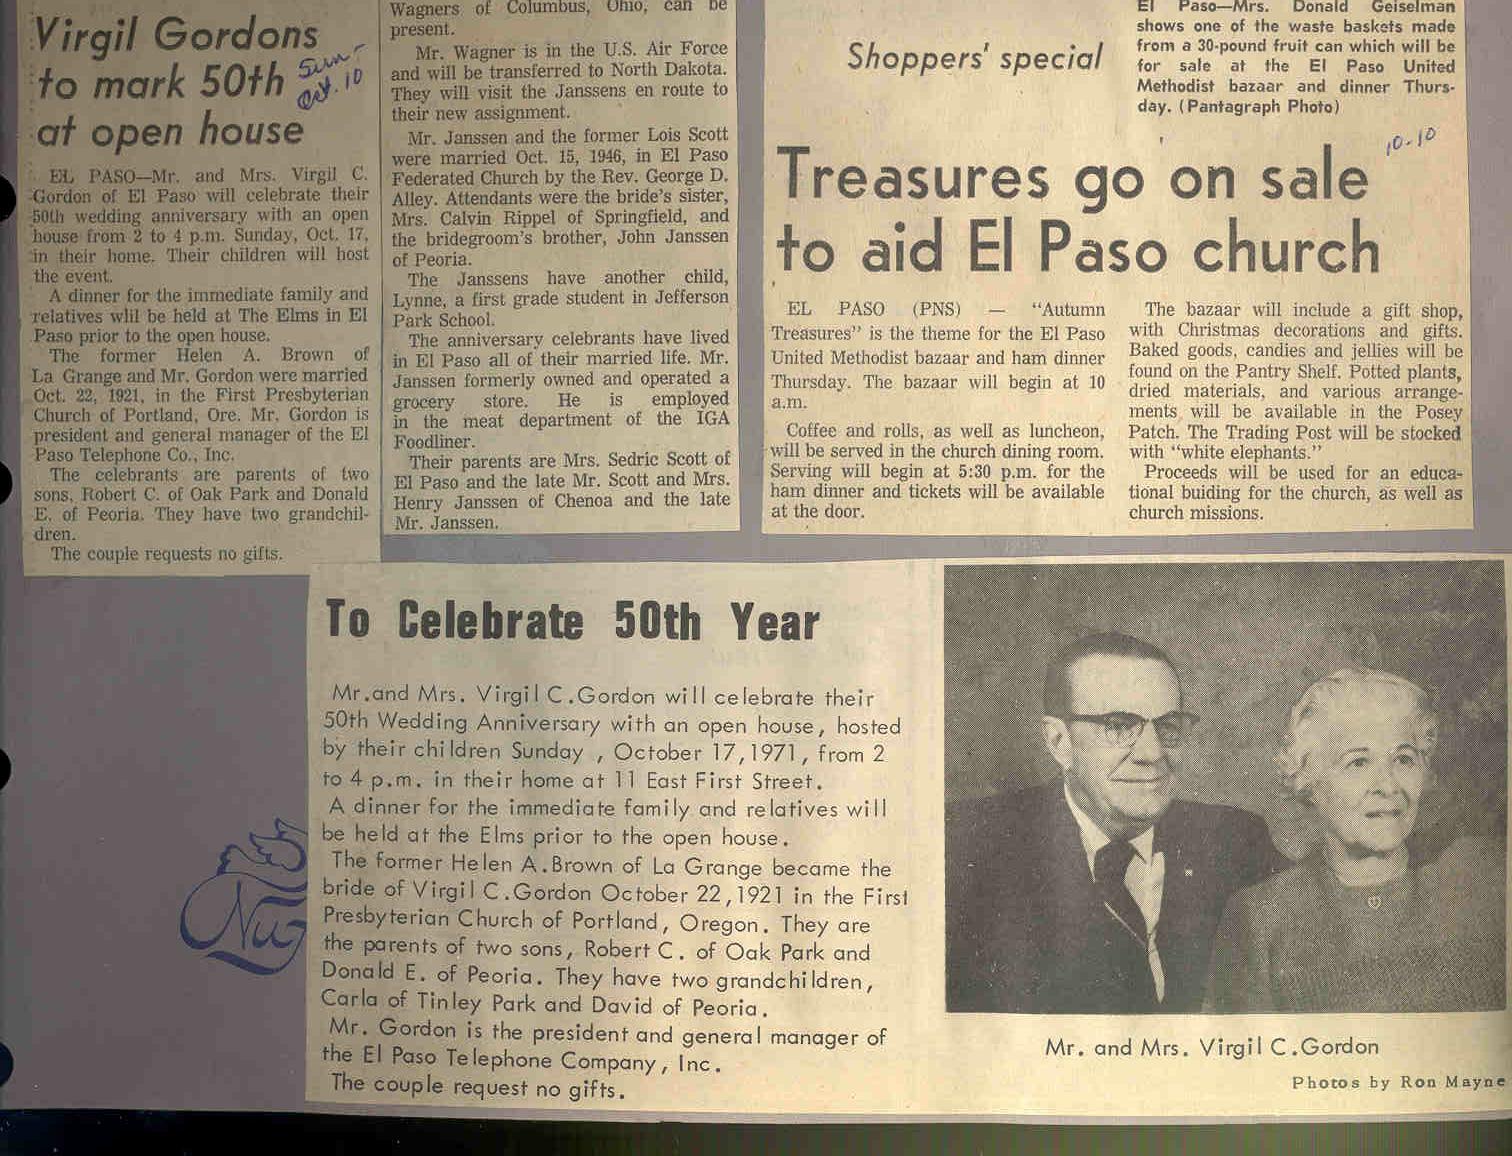 Virgil Gordons
to mark 50th
at open house
Sun-
Oct. 10
EL PASO—Mr. and Mrs. Virgil C.
Gordon of El Paso will celebrate their
50th wedding anniversary with an open
house from 2 to 4 p.m. Sunday, Oct. 17,
in their home. Their children will host
the event.
A dinner for the immediate family and
relatives wlil be held at The Elms in El
Paso prior to the open house.
The former Helen A. Brown of
La Grange and Mr. Gordon were married
Oct. 22, 1921, in the First Presbyterian
Church of Portland, Ore. Mr. Gordon is
president and general manager of the El
Paso Telephone Co., Inc.
The celebrants are parents of two
sons, Robert C. of Oak Park and Donald
E. of Peoria. They have two grandchil-
dren.
The couple requests no gifts.
Wagners of Columbus, Ohio, can be
present.
Mr. Wagner is in the U.S. Air Force
and will be transferred to North Dakota.
They will visit the Janssens en route to
their new assignment.
Mr. Janssen and the former Lois Scott
were married Oct. 15, 1946, in El Paso
Federated Church by the Rev. George D.
Alley. Attendants were the bride's sister,
Mrs. Calvin Rippel of Springfield, and
the bridegroom's brother, John Janssen
of Peoria.
The Janssens have another child,
Lynne, a first grade student in Jefferson
Park School.
The anniversary celebrants have lived
in El Paso all of their married life. Mr.
Janssen formerly owned and operated a
grocery store. He is employed
in the meat department of the IGA
Foodliner.
Their parents are Mrs. Sedric Scott of
El Paso and the late Mr. Scott and Mrs.
Henry Janssen of Chenoa and the late
Mr. Janssen.
Shoppers' special
El Paso—Mrs. Donald Geiselman
shows one of the waste baskets made
from a 30-pound fruit can which will be
for sale at the El Paso United
Methodist bazaar and dinner Thurs-
day. (Pantagraph Photo)
10-10
Treasures go on sale
to aid El Paso church
EL PASO (PNS) — "Autumn
Treasures" is the theme for the El Paso
United Methodist bazaar and ham dinner
Thursday. The bazaar will begin at 10
a.m.
Coffee and rolls, as well as luncheon,
will be served in the church dining room.
Serving will begin at 5:30 p.m. for the
ham dinner and tickets will be available
at the door.
The bazaar will include a gift shop,
with Christmas decorations and gifts.
Baked goods, candies and jellies will be
found on the Pantry Shelf. Potted plants,
dried materials, and various arrange-
ments will be available in the Posey
Patch. The Trading Post will be stocked
with "white elephants."
Proceeds will be used for an educa-
tional buiding for the church, as well as
church missions.
To Celebrate 50th Year
Mr.and Mrs. Virgil C.Gordon will celebrate their
50th Wedding Anniversary with an open house, hosted
by their children Sunday , October 17,1971, from 2
to 4 p.m. in their home at 11 East First Street.
A dinner for the immediate family and relatives will
be held at the Elms prior to the open house.
The former Helen A.Brown of La Grange became the
bride of Virgil C.Gordon October 22,1921 in the First
Presbyterian Church of Portland, Oregon. They are
the parents of two sons, Robert C. of Oak Park and
Donald E. of Peoria. They have two grandchildren,
Carla of Tinley Park and David of Peoria.
Mr. Gordon is the president and general manager of
the El Paso Telephone Company, Inc.
The couple request no gifts.
Mr. and Mrs. Virgil C.Gordon
Photos by Ron Mayne